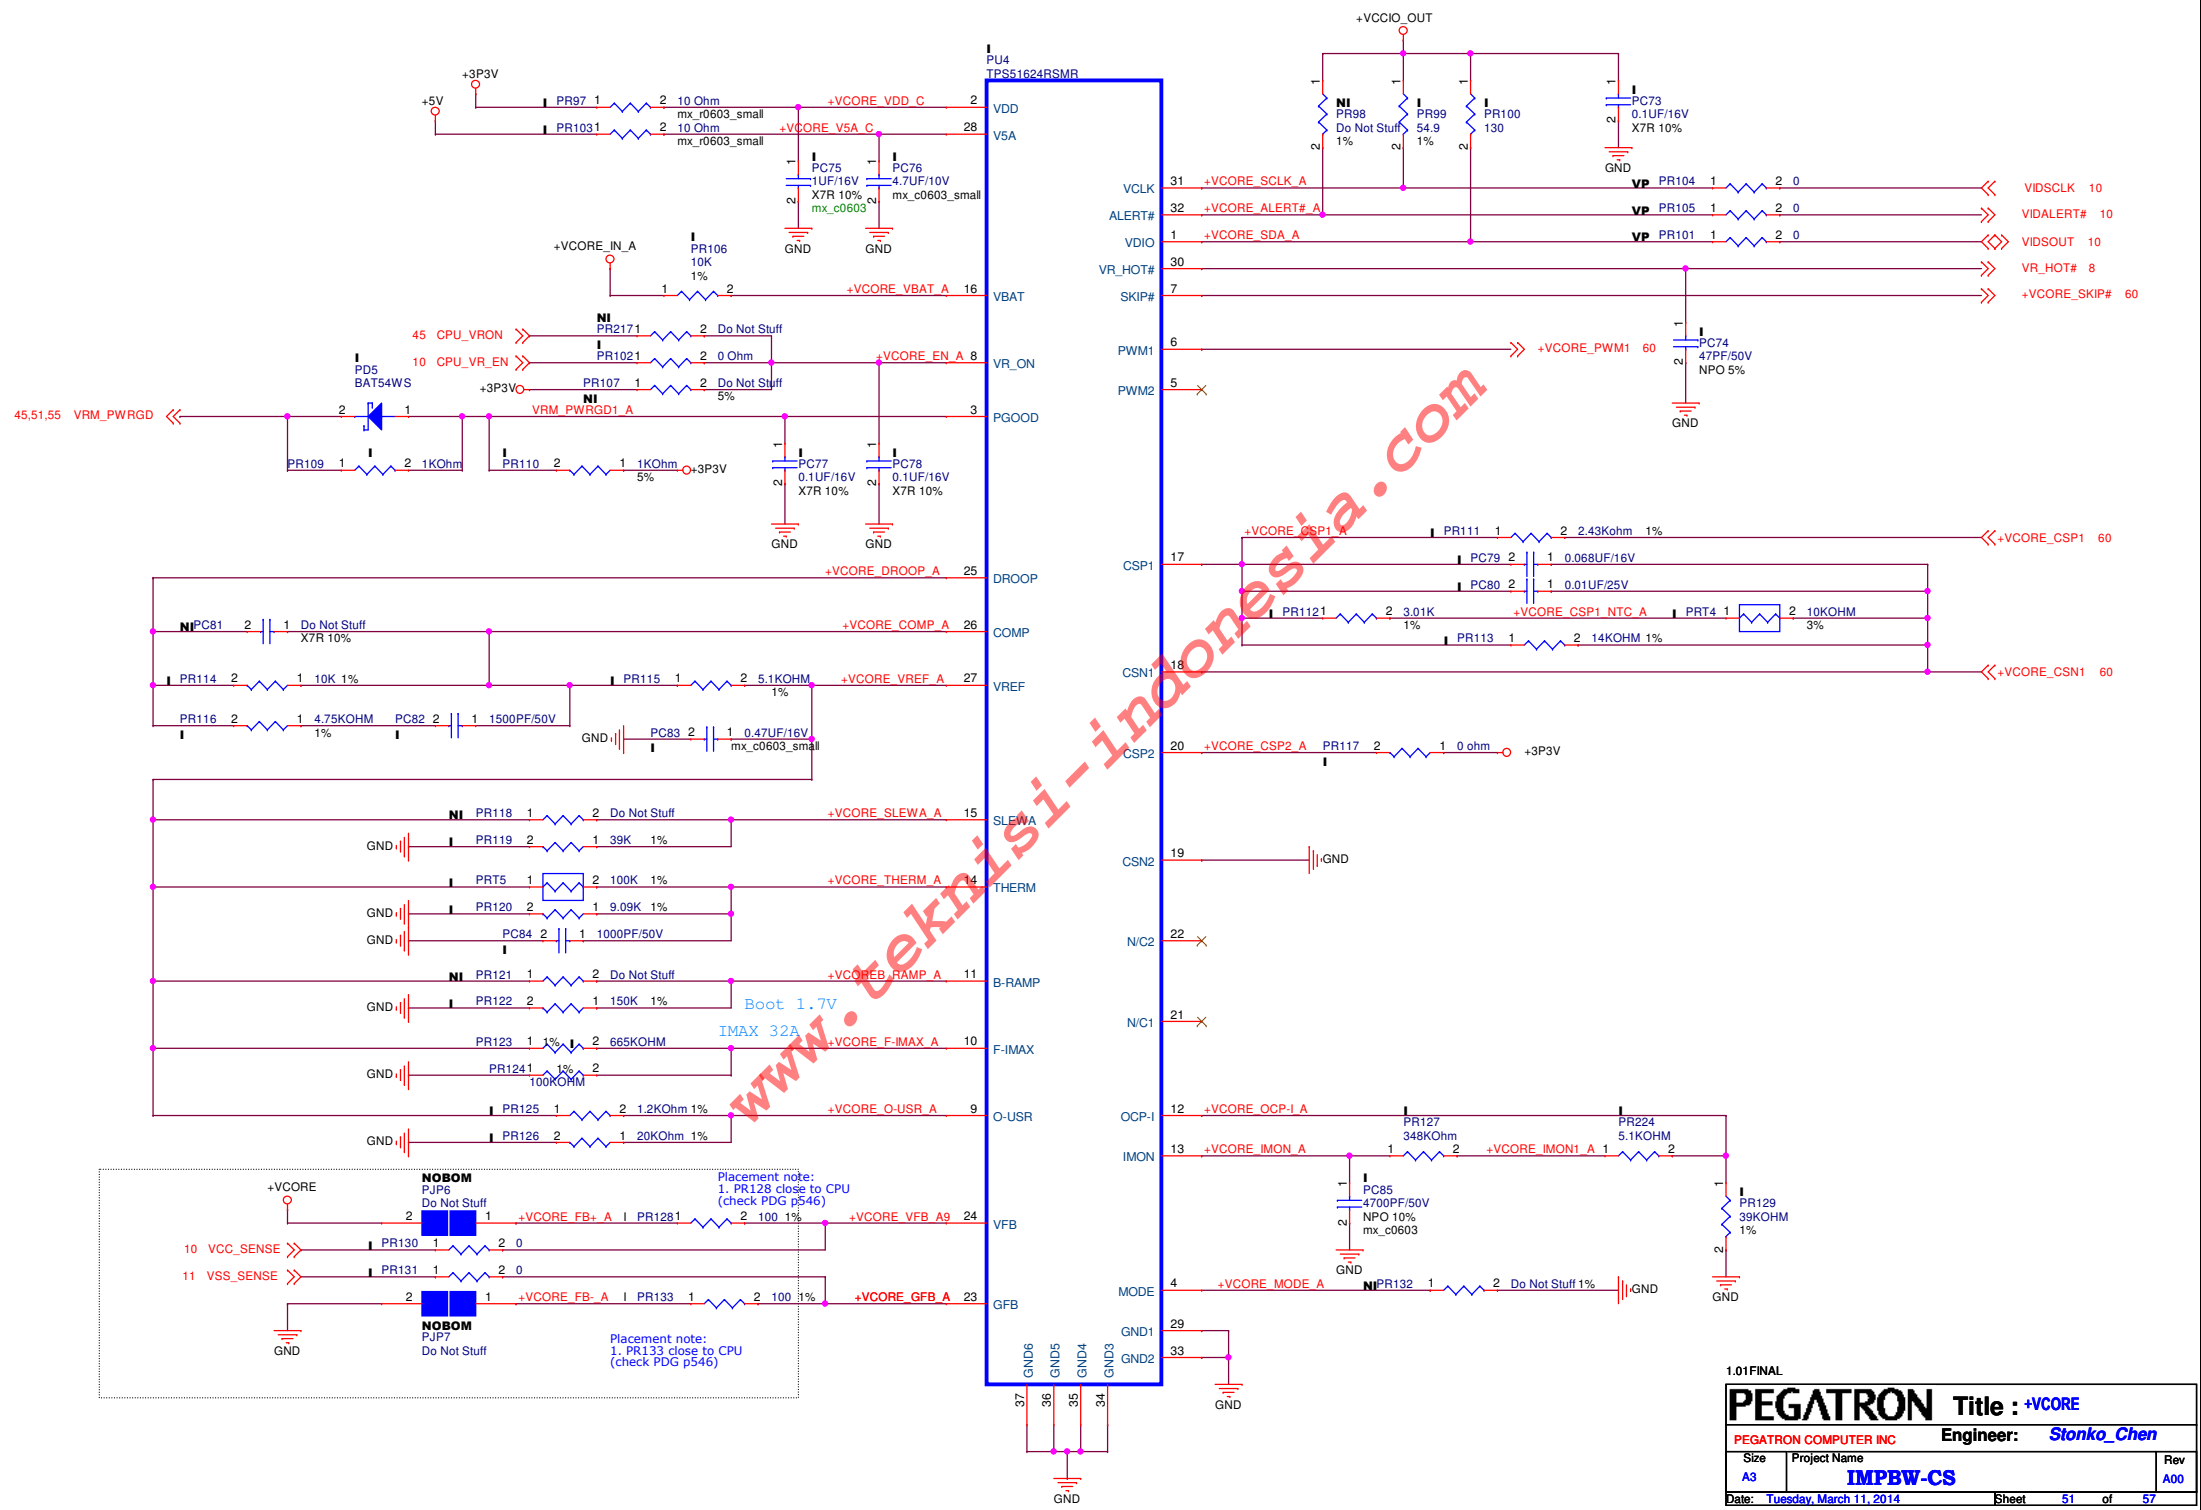 +VCCIO_OUT
PU4
TPS51624RSMR
+3P3V
+5V
I PR97 1 2 10 Ohm
mx_r0603_small
I PR103 1 2 10 Ohm
mx_r0603_small
+VCORE_VDD_C 2 VDD
+VCORE_V5A_C 28 V5A
I PC75
1UF/16V
X7R 10%
mx_c0603
GND
I PC76
4.7UF/10V
mx_c0603_small
GND
NI
PR98
Do Not Stuff
1%
I
PR99
54.9
1%
I
PR100
130
I
PC73
0.1UF/16V
X7R 10%
GND
VCLK 31 +VCORE_SCLK_A VP PR104 1 2 0 VIDSCLK 10
ALERT# 32 +VCORE_ALERT#_A VP PR105 1 2 0 VIDALERT# 10
VDIO 1 +VCORE_SDA_A VP PR101 1 2 0 VIDSOUT 10
VR_HOT# 30 VR_HOT# 8
SKIP# 7 +VCORE_SKIP# 60
PWM1 6 +VCORE_PWM1 60
PWM2 5
I
PC74
47PF/50V
NPO 5%
GND
+VCORE_IN_A
I
PR106
10K
1%
1 2 +VCORE_VBAT_A 16 VBAT
NI
45 CPU_VRON PR217 1 2 Do Not Stuff
I
10 CPU_VR_EN PR102 1 2 0 Ohm +VCORE_EN_A 8 VR_ON
+3P3V PR107 1 2 Do Not Stuff
NI 5%
I
PD5
BAT54WS
45,51,55 VRM_PWRGD 2 1 VRM_PWRGD1_A 3 PGOOD
PR109 1 I 2 1KOhm
I PR110 2 1 1KOhm +3P3V
5%
I
PC77
0.1UF/16V
X7R 10%
GND
I
PC78
0.1UF/16V
X7R 10%
GND
+VCORE_CSP1_A I PR111 1 2 2.43Kohm 1% +VCORE_CSP1 60
CSP1 17 I PC79 2 1 0.068UF/16V
I PC80 2 1 0.01UF/25V
I PR112 1 2 3.01K +VCORE_CSP1_NTC_A I PRT4 1 2 10KOHM
1% 3%
I PR113 1 2 14KOHM 1%
CSN1 18 +VCORE_CSN1 60
CSP2 20 +VCORE_CSP2_A PR117 2 1 0 ohm +3P3V
I
CSN2 19 GND
N/C2 22
N/C1 21
+VCORE_DROOP_A 25 DROOP
NI PC81 2 1 Do Not Stuff +VCORE_COMP_A 26 COMP
X7R 10%
I PR114 2 1 10K 1% I PR115 1 2 5.1KOHM +VCORE_VREF_A 27 VREF
1%
PR116 2 1 4.75KOHM PC82 2 1 1500PF/50V
I 1% I
GND PC83 2 1 0.47UF/16V
I mx_c0603_small
NI PR118 1 2 Do Not Stuff +VCORE_SLEWA_A 15 SLEWA
GND I PR119 2 1 39K 1%
I PRT5 1 2 100K 1% +VCORE_THERM_A 14 THERM
GND I PR120 2 1 9.09K 1%
GND PC84 2 1 1000PF/50V
I
NI PR121 1 2 Do Not Stuff +VCOREB_RAMP_A 11 B-RAMP
GND I PR122 2 1 150K 1%
Boot 1.7V
IMAX 32A
PR123 1 1% I 2 665KOHM +VCORE_F-IMAX_A 10 F-IMAX
GND PR124 1 1% 2
100KOHM
I PR125 1 2 1.2KOhm 1% +VCORE_O-USR_A 9 O-USR
GND I PR126 2 1 20KOhm 1%
OCP-I 12 +VCORE_OCP-I_A
I
PR127
348KOhm
I
PR224
5.1KOHM
IMON 13 +VCORE_IMON_A 1 2 +VCORE_IMON1_A 1 2
I
PC85
4700PF/50V
NPO 10%
mx_c0603
GND
I
PR129
39KOHM
1%
GND
MODE 4 +VCORE_MODE_A NI PR132 1 2 Do Not Stuff 1% GND
GND1 29
GND2 33
GND
+VCORE
NOBOM
PJP6
Do Not Stuff
Placement note:
1. PR128 close to CPU
(check PDG p546)
2 1 +VCORE_FB+_A I PR128 1 2 100 1% +VCORE_VFB_A9 24 VFB
10 VCC_SENSE I PR130 1 2 0
11 VSS_SENSE I PR131 1 2 0
2 1 +VCORE_FB-_A I PR133 1 2 100 1% +VCORE_GFB_A 23 GFB
GND
NOBOM
PJP7
Do Not Stuff
Placement note:
1. PR133 close to CPU
(check PDG p546)
GND6 GND5 GND4 GND3
37 36 35 34
GND
www.teknisi-indonesia.com
1.01FINAL
PEGATRON Title : +VCORE
PEGATRON COMPUTER INC Engineer: Stonko_Chen
Size Project Name Rev
A3 IMPBW-CS A00
Date: Tuesday, March 11, 2014 Sheet 51 of 57